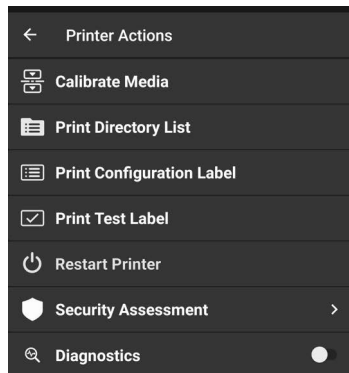 Printer Actions
Calibrate Media
Print Directory List
Print Configuration Label
Print Test Label
Restart Printer
Security Assessment
Diagnostics